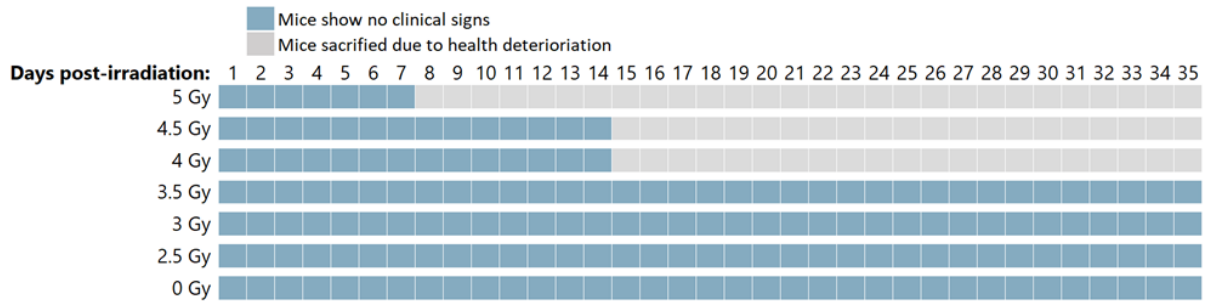 Mice show no clinical signs
Mice sacrified due to health deterioriation
Days post-irradiation: 1 2 3 4 5 6 7 8 9 10 11 12 13 14 15 16 17 18 19 20 21 22 23 24 25 26 27 28 29 30 31 32 33 34 35
5 Gy
4.5 Gy
4 Gy
3.5 Gy
3 Gy
2.5 Gy
0 Gy